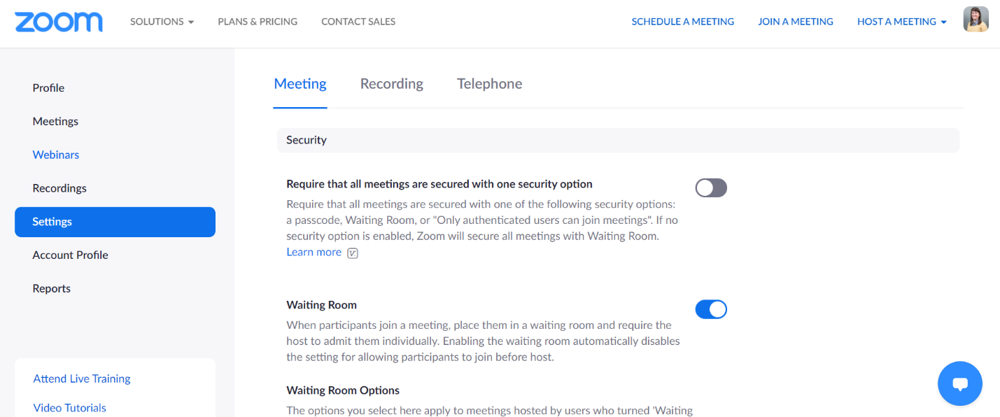 zoom
SOLUTIONS
PLANS & PRICING
CONTACT SALES
SCHEDULE A MEETING
JOIN A MEETING
HOST A MEETING
Profile
Meetings
Webinars
Recordings
Settings
Account Profile
Reports
Attend Live Training
Video Tutorials
Meeting
Recording
Telephone
Security
Require that all meetings are secured with one security option
Require that all meetings are secured with one of the following security options:
a passcode, Waiting Room, or "Only authenticated users can join meetings". If no
security option is enabled, Zoom will secure all meetings with Waiting Room.
Learn more
Waiting Room
When participants join a meeting, place them in a waiting room and require the
host to admit them individually. Enabling the waiting room automatically disables
the setting for allowing participants to join before host.
Waiting Room Options
The options you select here apply to meetings hosted by users who turned 'Waiting